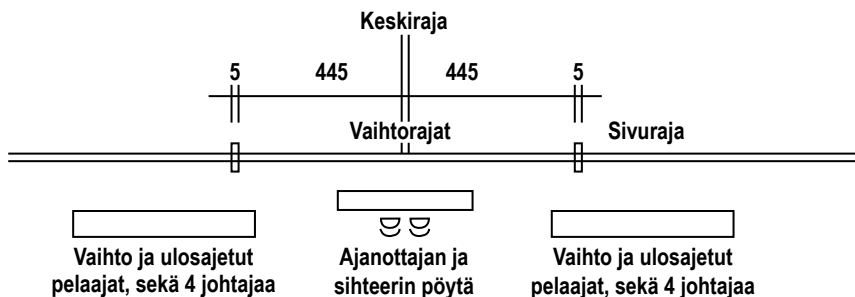 Keskiraja
5 445 445 5
Vaihtorajat Sivuraja
Vaihto ja ulosajetut
pelaajat, sekä 4 johtajaa
Ajanottajan ja
sihteerin pöytä
Vaihto ja ulosajetut
pelaajat, sekä 4 johtajaa